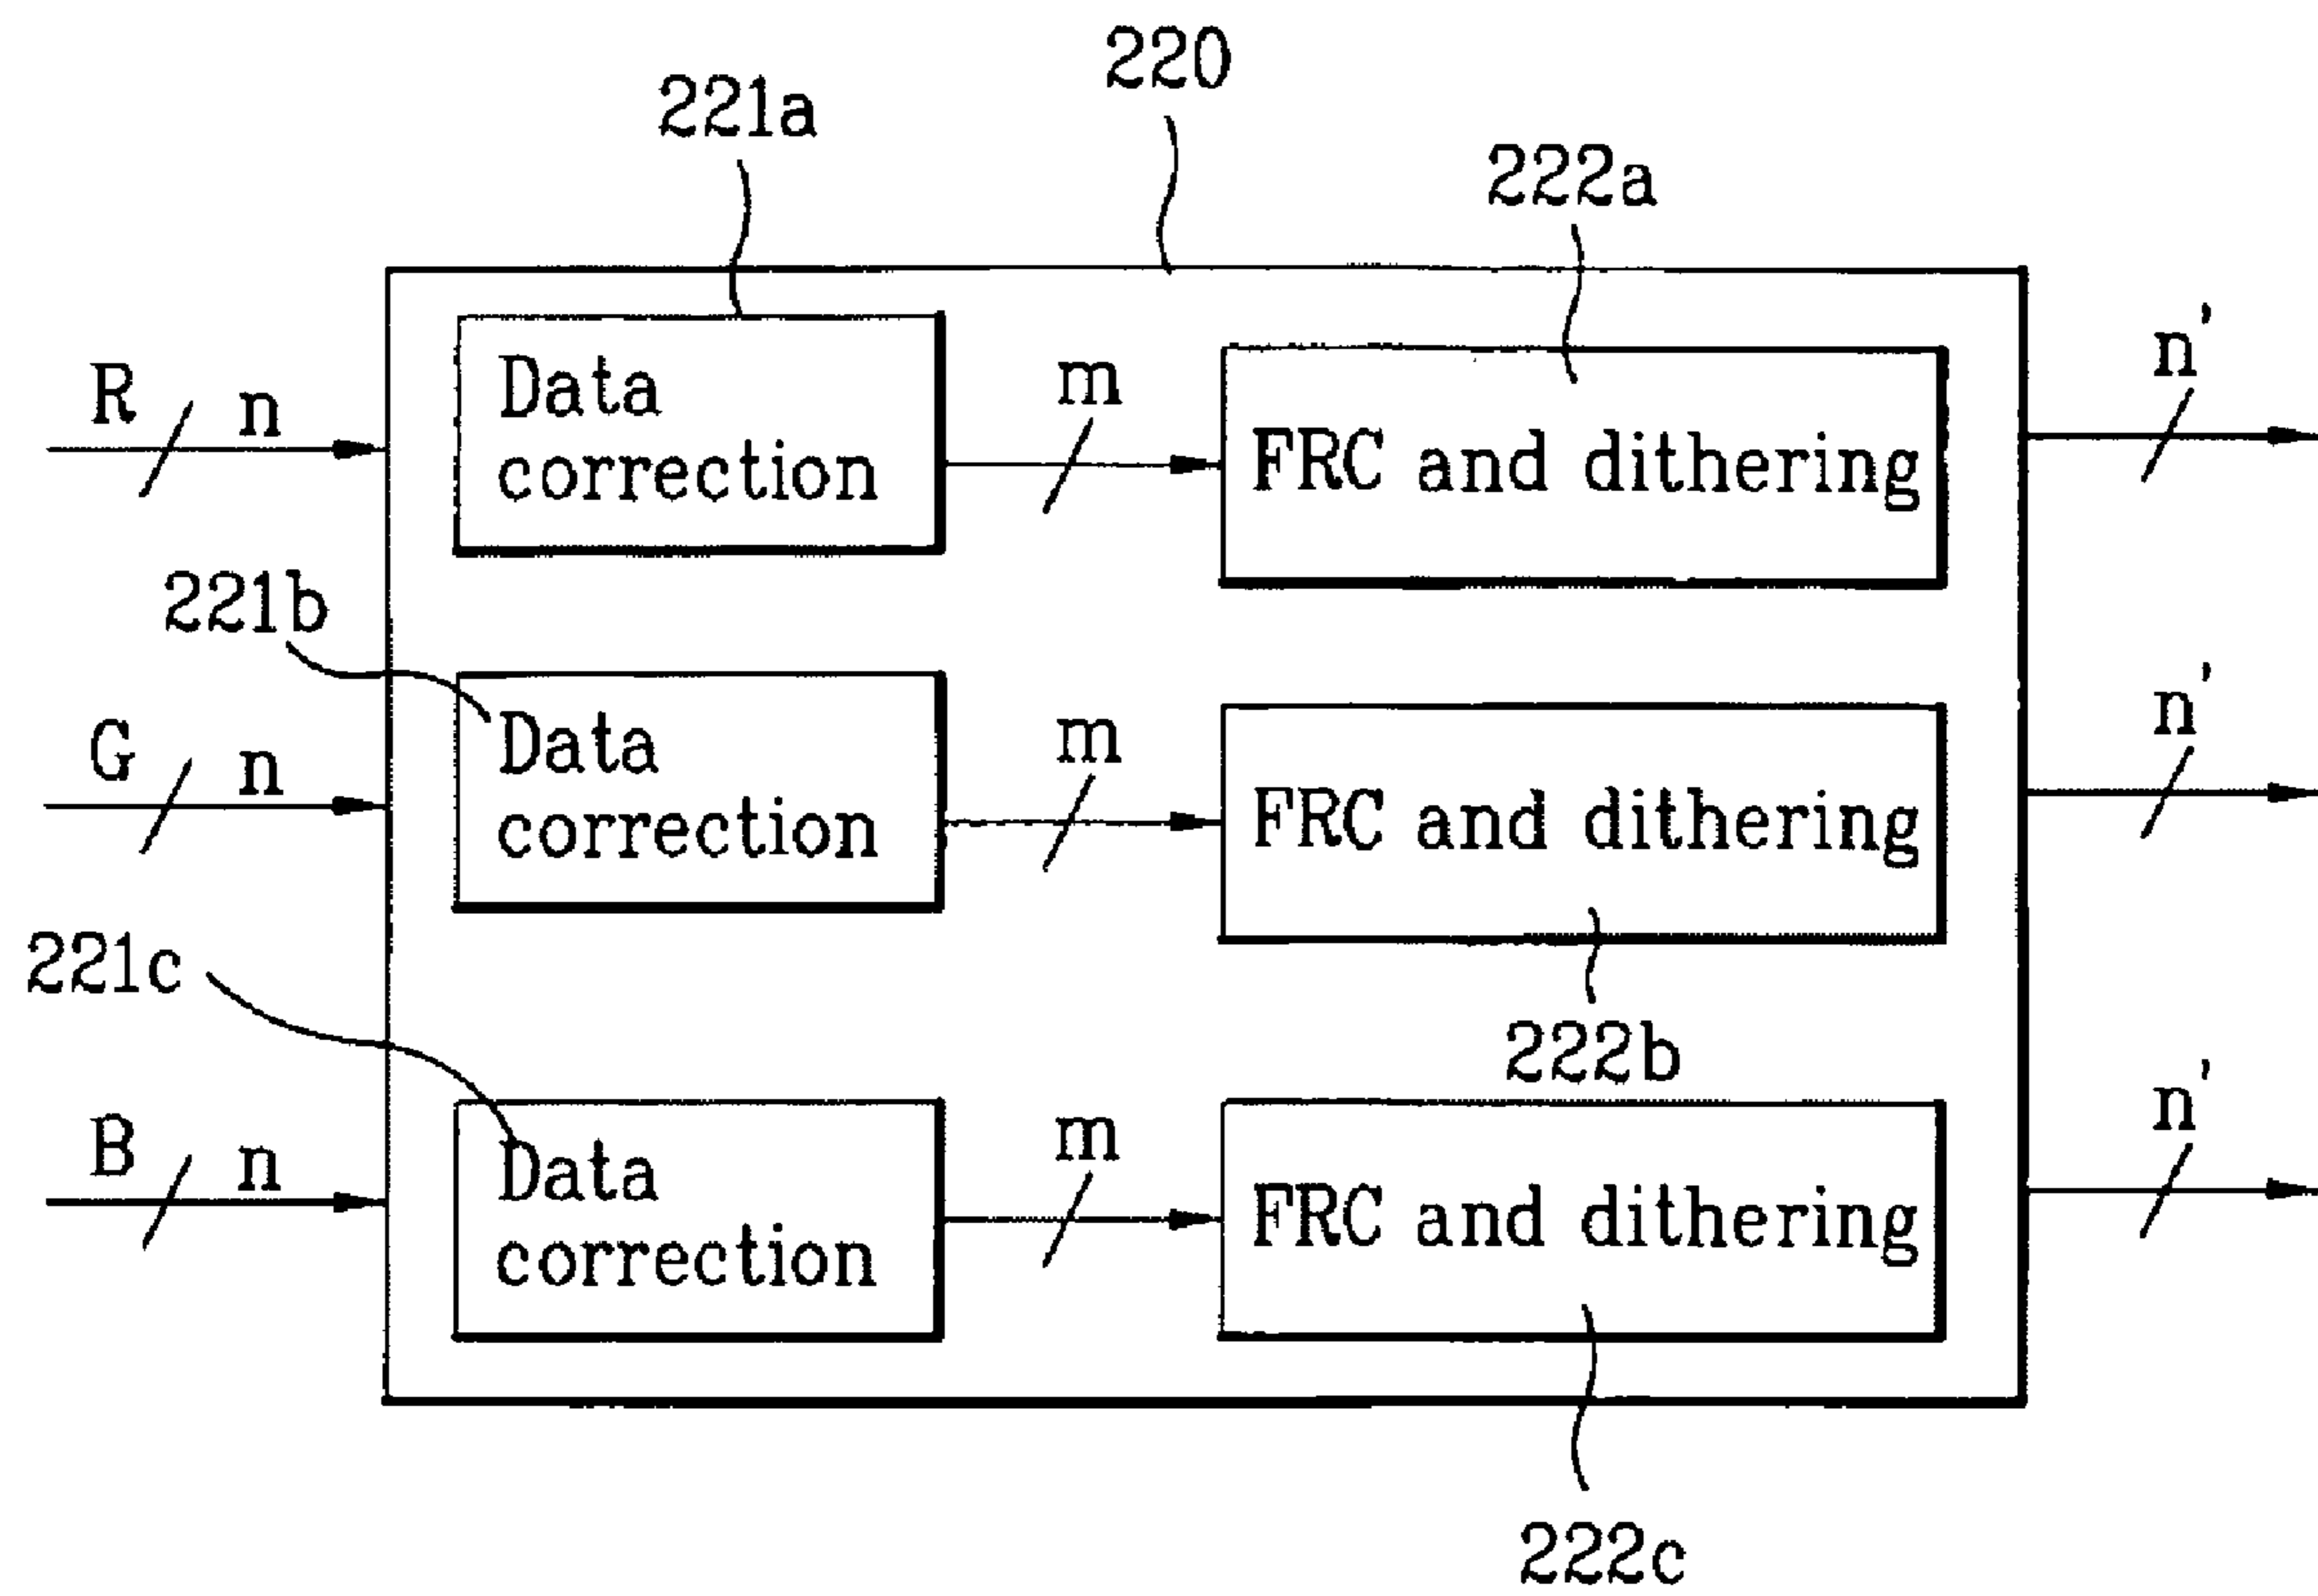 220
221a
222a
R
n
Data
correction
m
FRC and dithering
n'
221b
G
n
Data
correction
m
FRC and dithering
n'
221c
222b
B
n
Data
correction
m
FRC and dithering
n'
222c